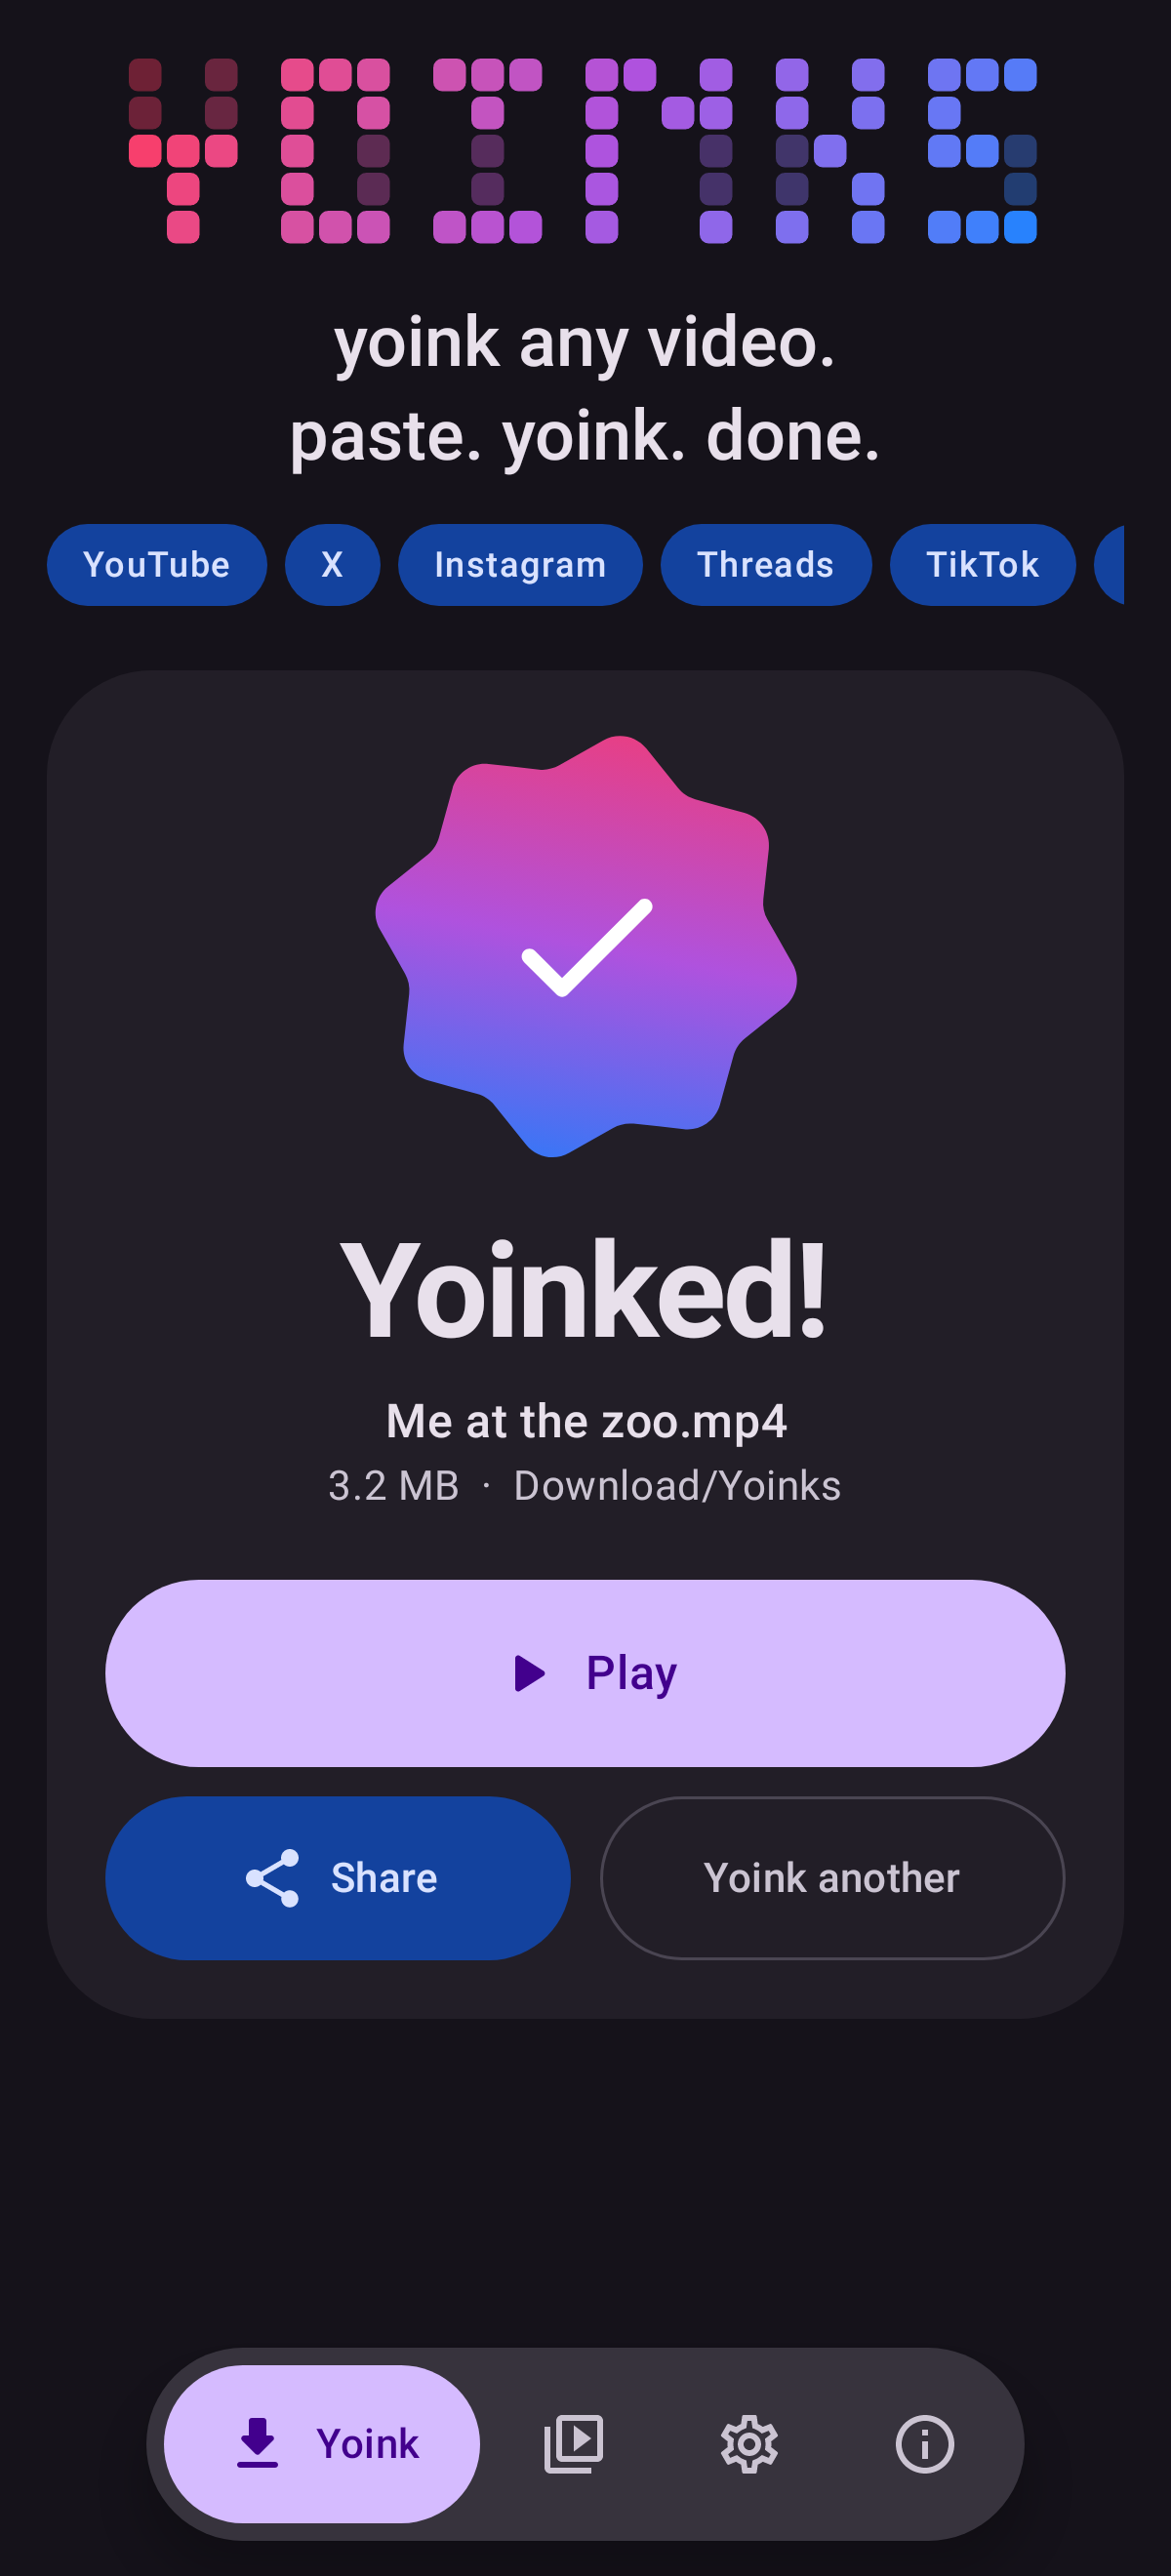 YOINKS
yoink any video.
paste. yoink. done.
YouTube X Instagram Threads TikTok
Yoinked!
Me at the zoo.mp4
3.2 MB · Download/Yoinks
Play
Share Yoink another
Yoink